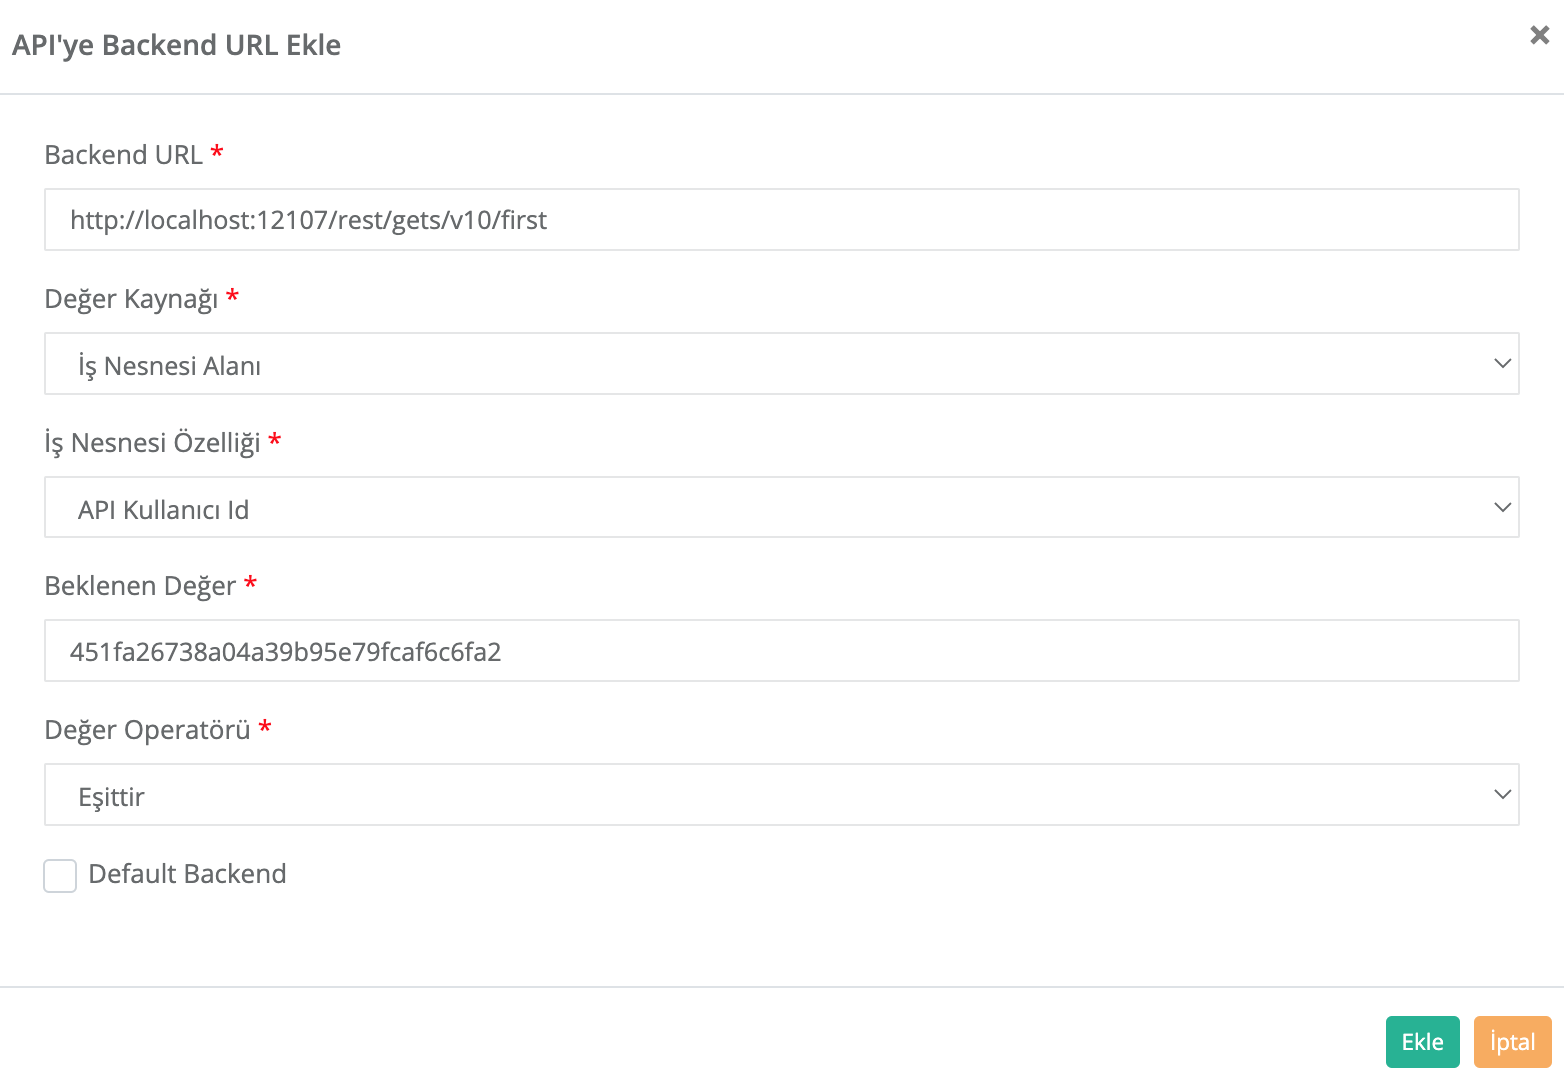 API'ye Backend URL Ekle
Backend URL *
http://localhost:12107/rest/gets/v10/first
Değer Kaynağı *
İş Nesnesi Alanı
İş Nesnesi Özelliği *
API Kullanıcı Id
Beklenen Değer *
451fa26738a04a39b95e79fcaf6c6fa2
Değer Operatörü *
Eşittir
Default Backend
Ekle
İptal